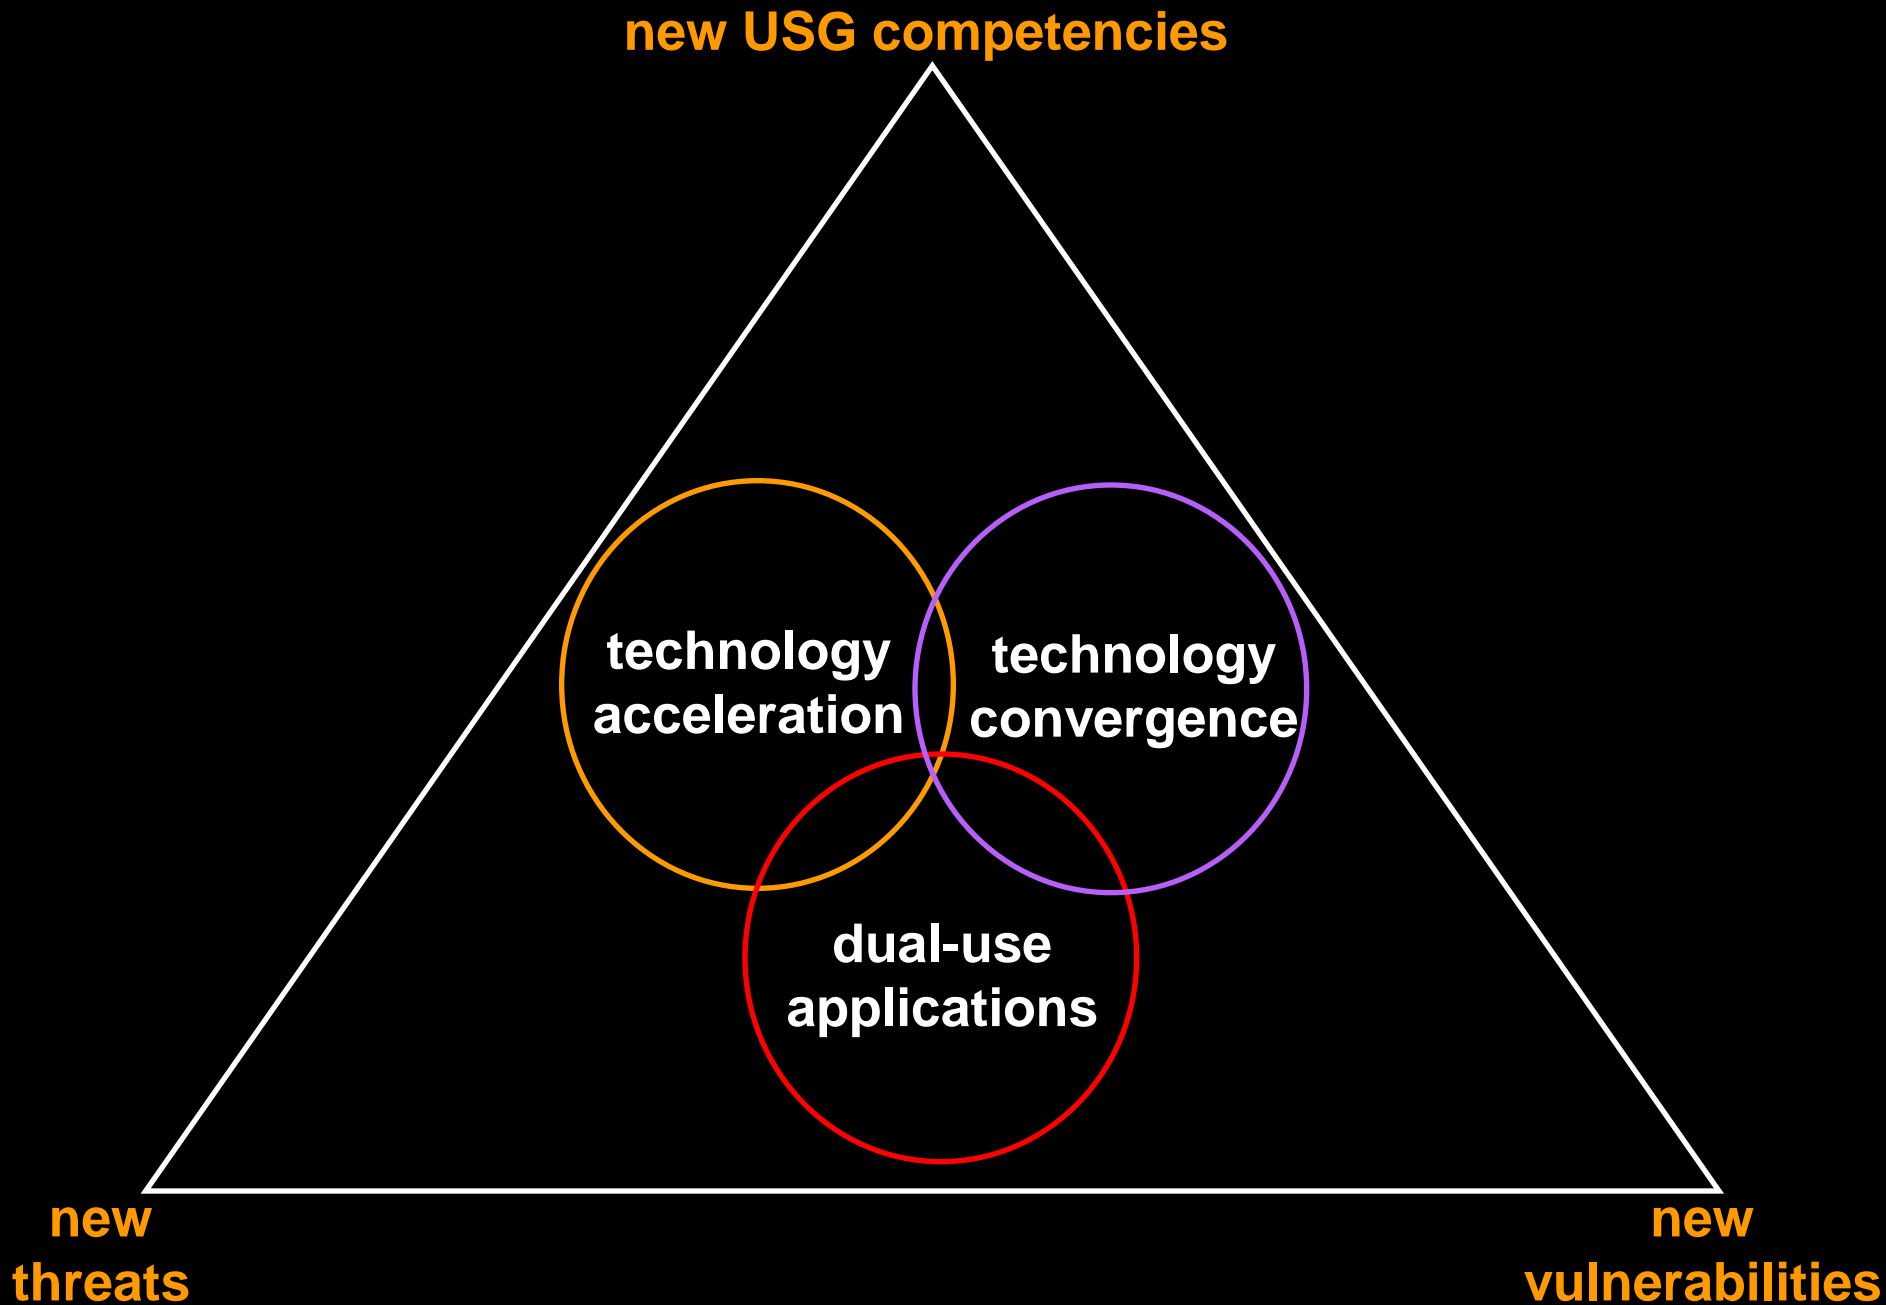 new USG competencies
technology
acceleration
technology
convergence
dual-use
applications
new
threats
new
vulnerabilities